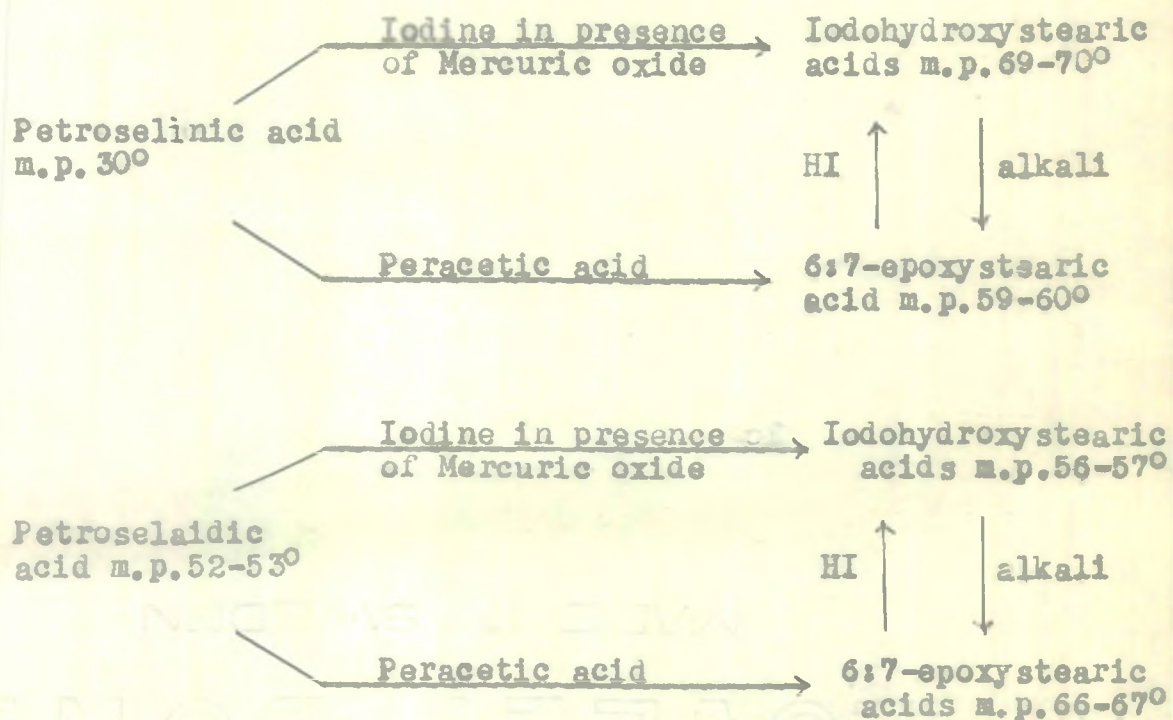 Iodine in presence
of Mercuric oxide
Iodohydroxystearic
acids m.p.69-70°
Petroselinic acid
m.p.30°
HI
alkali
Peracetic acid
6:7-epoxystearic
acid m.p.59-60°
Iodine in presence
of Mercuric oxide
Iodohydroxystearic
acids m.p.56-57°
Petroselaidic
acid m.p.52-53°
HI
alkali
Peracetic acid
6:7-epoxystearic
acids m.p.66-67°